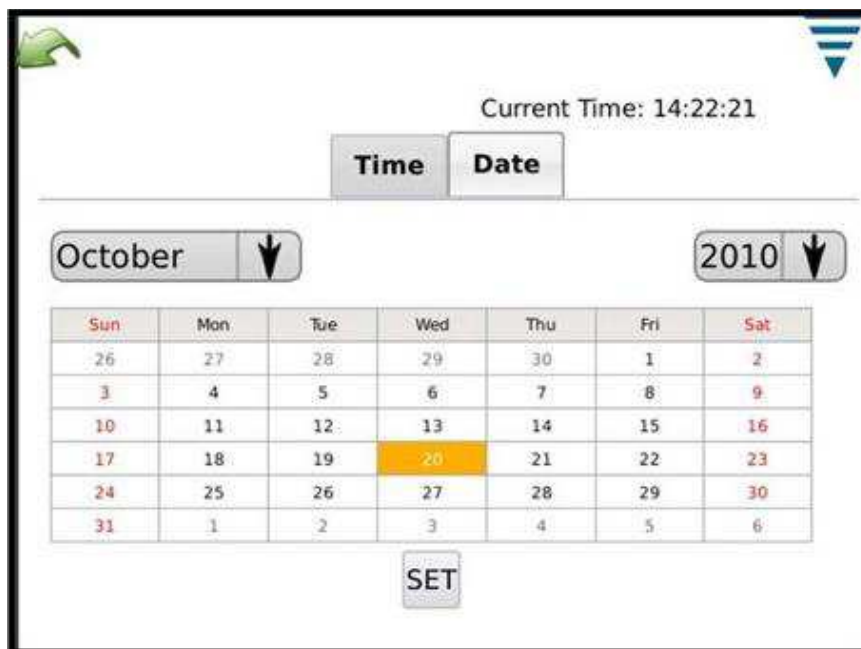 Current Time: 14:22:21
Time Date
October 2010
Sun Mon Tue Wed Thu Fri Sat
26 27 28 29 30 1 2
3 4 5 6 7 8 9
10 11 12 13 14 15 16
17 18 19 20 21 22 23
24 25 26 27 28 29 30
31 1 2 3 4 5 6
SET